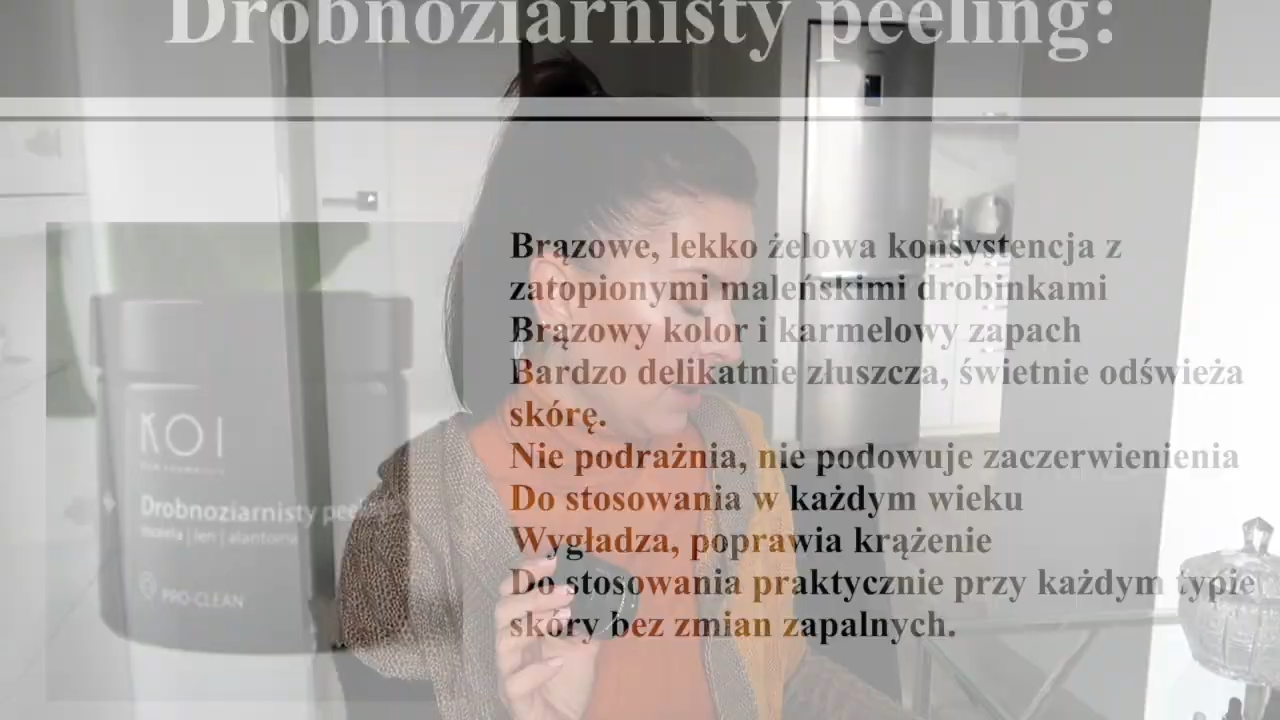 Drobnoziarnisty peeling:
Brązowe, lekko żelowa konsystencja z
zatopionymi maleńskimi drobinkami
Brązowy kolor i karmelowy zapach
Bardzo delikatnie złuszcza, świetnie odświeża
skórę.
Nie podrażnia, nie podowuje zaczerwienienia
Do stosowania w każdym wieku
Wygładza, poprawia krążenie
Do stosowania praktycznie przy każdym typie
skóry bez zmian zapalnych.
KOI
Drobnoziarnisty peeling
| len | alantoina
PRO-CLEAN